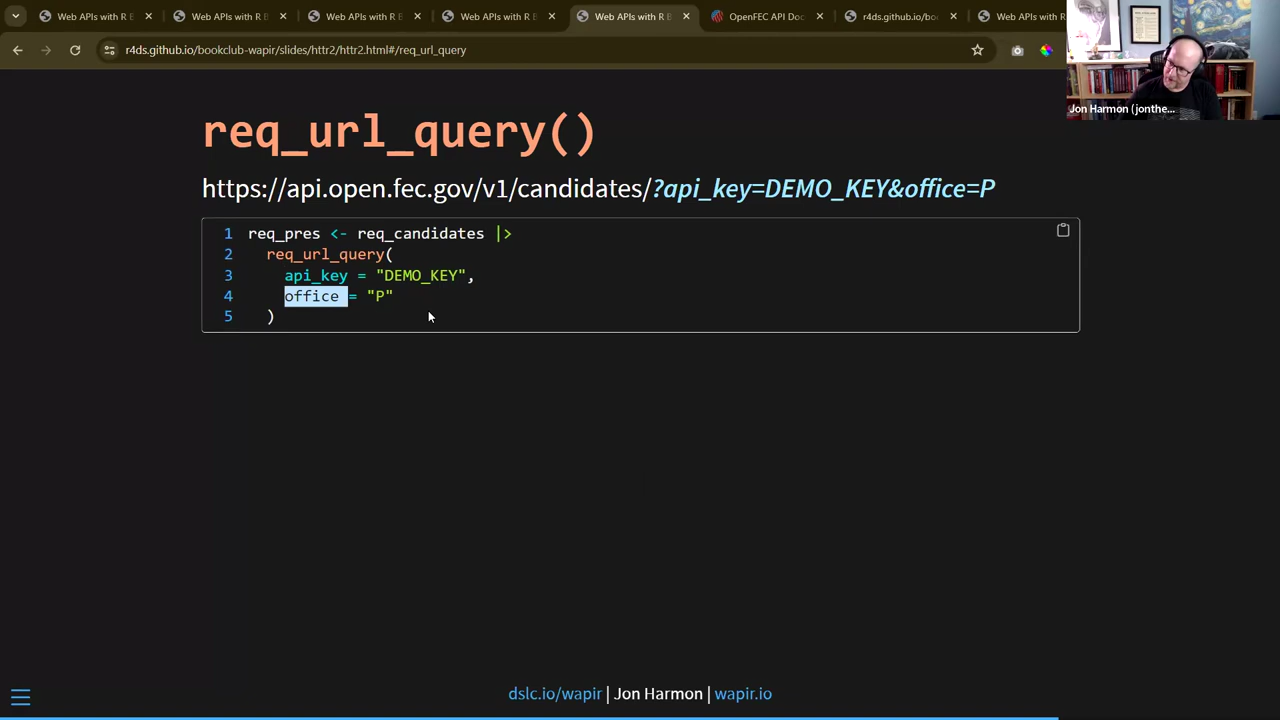 Web APIs with R B
Web APIs with R B
Web APIs with R B
Web APIs with R B
Web APIs with R B
OpenFEC API Doc
r4ds.github.io/bo
Web APIs with R
r4ds.github.io/bookclub-wapir/slides/httr2/httr2.html#/req_url_query
Jon Harmon (jonthe...
req_url_query()
https://api.open.fec.gov/v1/candidates/?api_key=DEMO_KEY&office=P
1 req_pres <- req_candidates |>
2 req_url_query(
3 api_key = "DEMO_KEY",
4 office = "P"
5 )
dslc.io/wapir | Jon Harmon | wapir.io